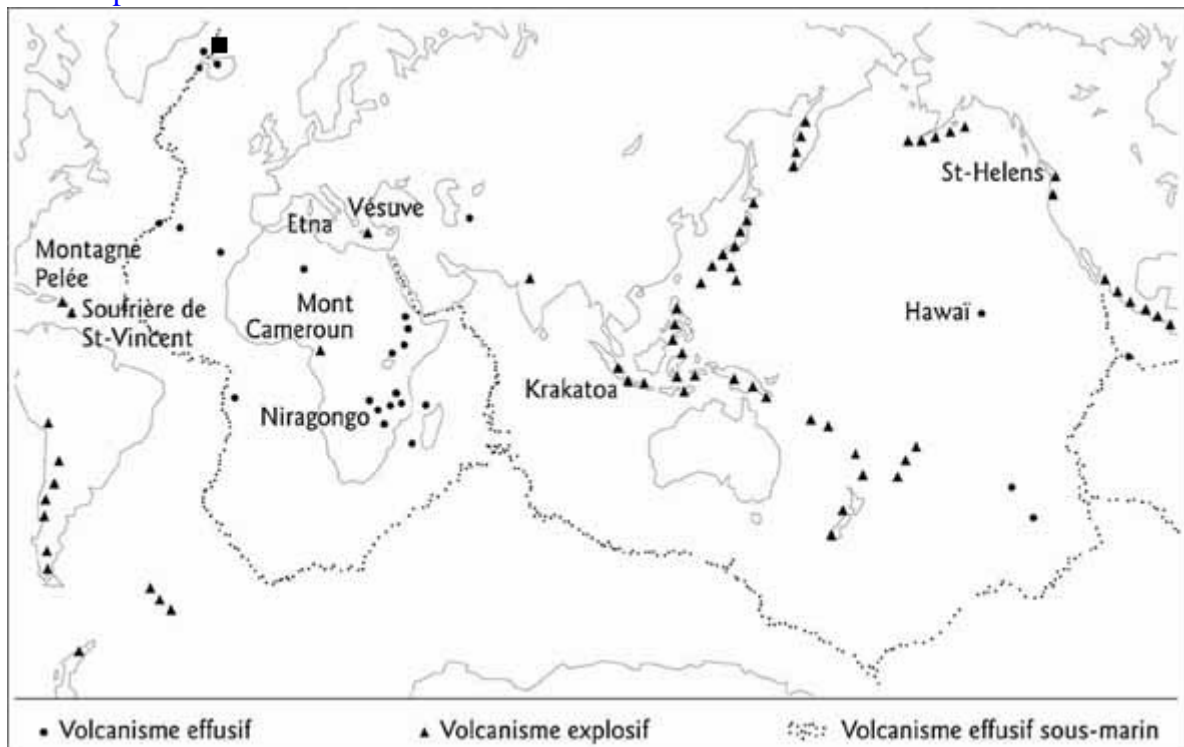 Vésuve
Etna
St-Helens
Montagne
Pelée
Soufrière de
St-Vincent
Mont
Cameroun
Hawaï
Krakatoa
Niragongo
Volcanisme effusif
Volcanisme explosif
Volcanisme effusif sous-marin